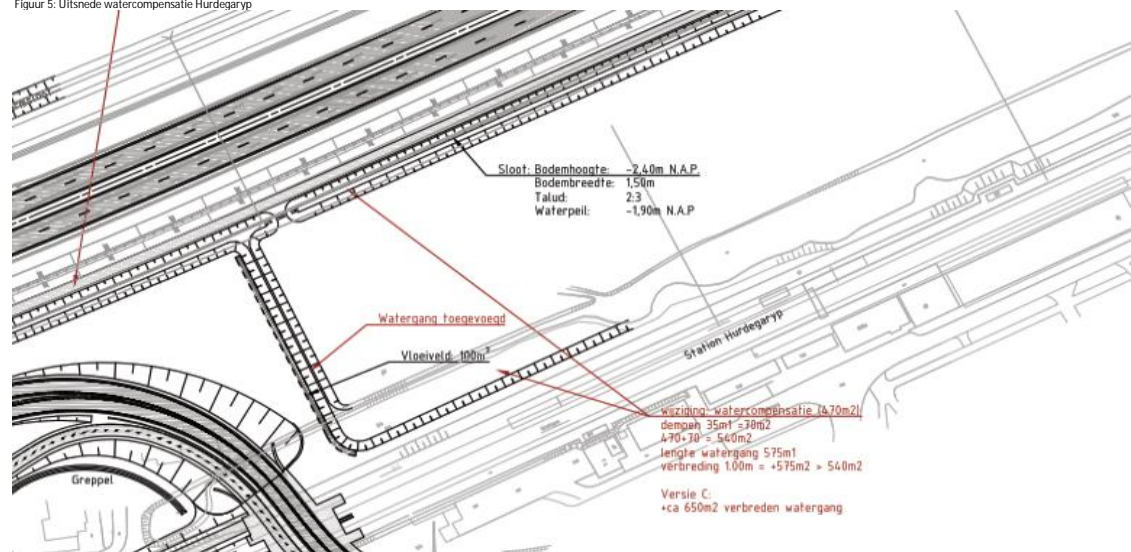 Figuur 5: Uitsnede watercompensatie Hurdegaryp
Sloot: Bodemhoogte: -2,40m N.A.P.
Bodembreedte: 1,50m
Talud: 2:3
Waterpeil: -1,90m N.A.P
Watergang toegevoegd
Vloeiveld: 100m²
Station Hurdegaryp
Greppel
wijziging: watercompensatie (470m2)
dempen 35m1 =70m2
470+70 = 540m2
lengte watergang 575m1
verbreding 1.00m = +575m2 > 540m2
Versie C:
+ca 650m2 verbreden watergang